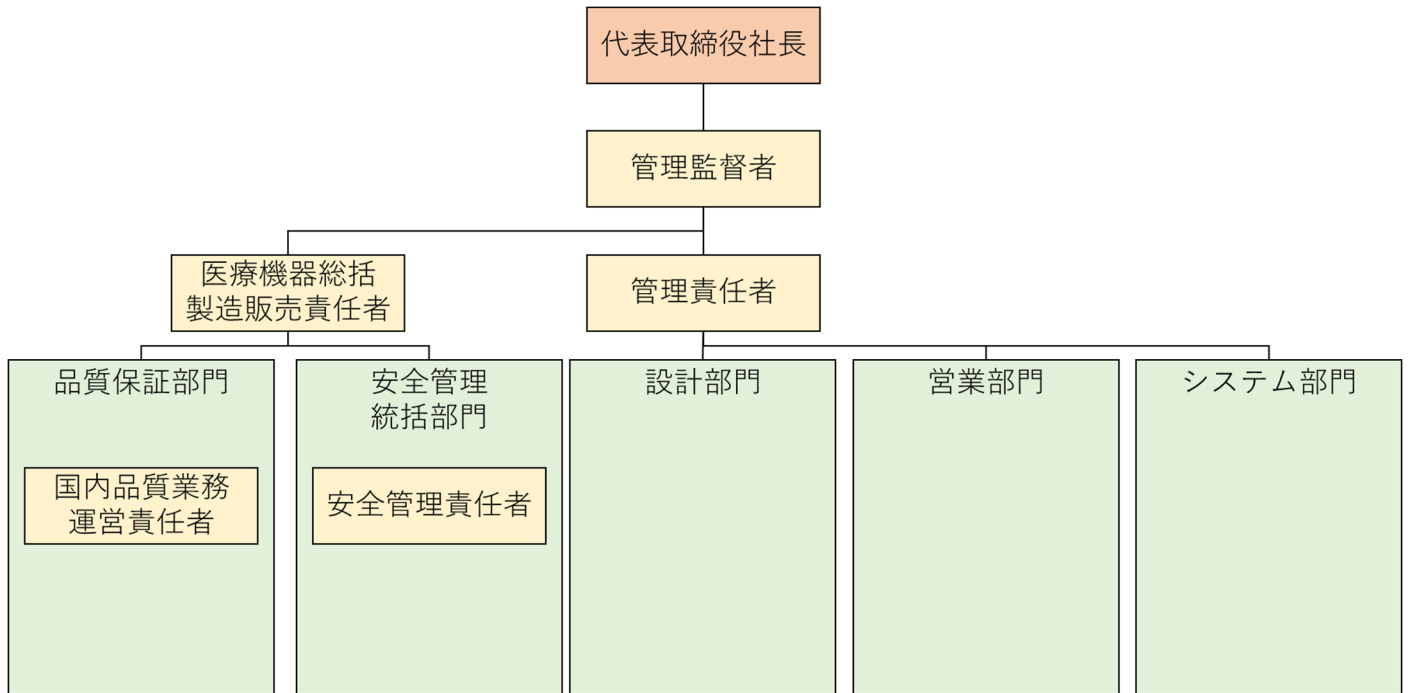 代表取締役社長
管理監督者
医療機器総括
製造販売責任者
管理責任者
品質保証部門
安全管理
統括部門
設計部門
営業部門
システム部門
国内品質業務
運営責任者
安全管理責任者